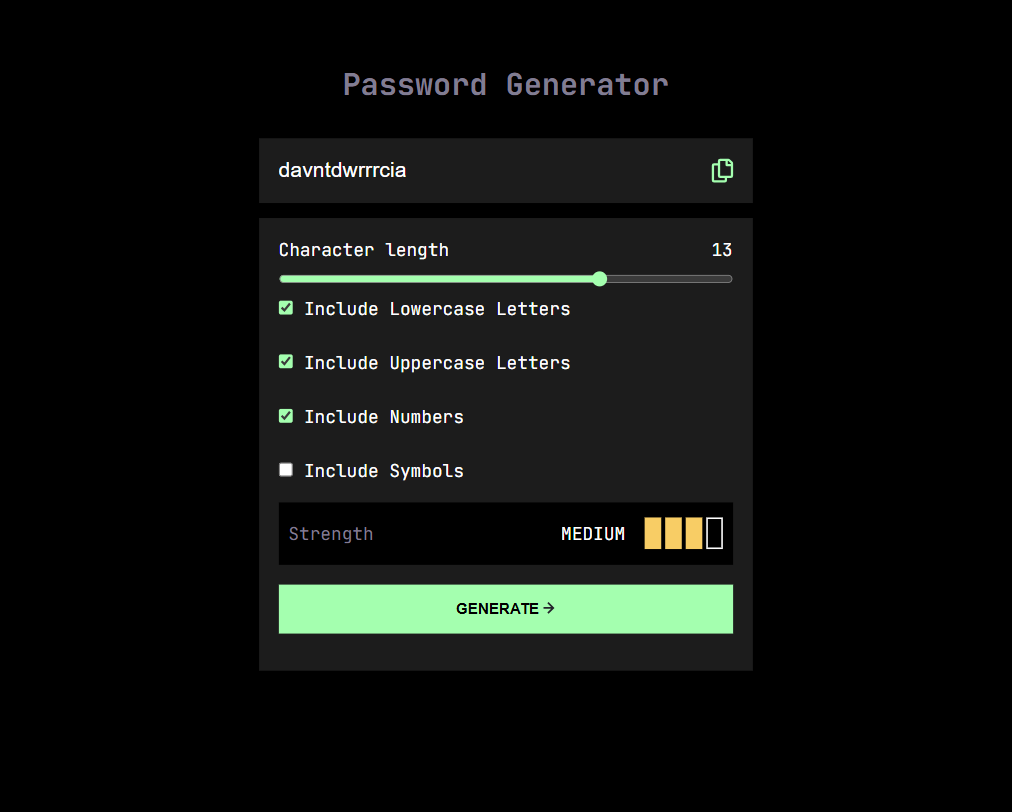 Password Generator
davntdwrrrcia
Character length 13
Include Lowercase Letters
Include Uppercase Letters
Include Numbers
Include Symbols
Strength MEDIUM
GENERATE →